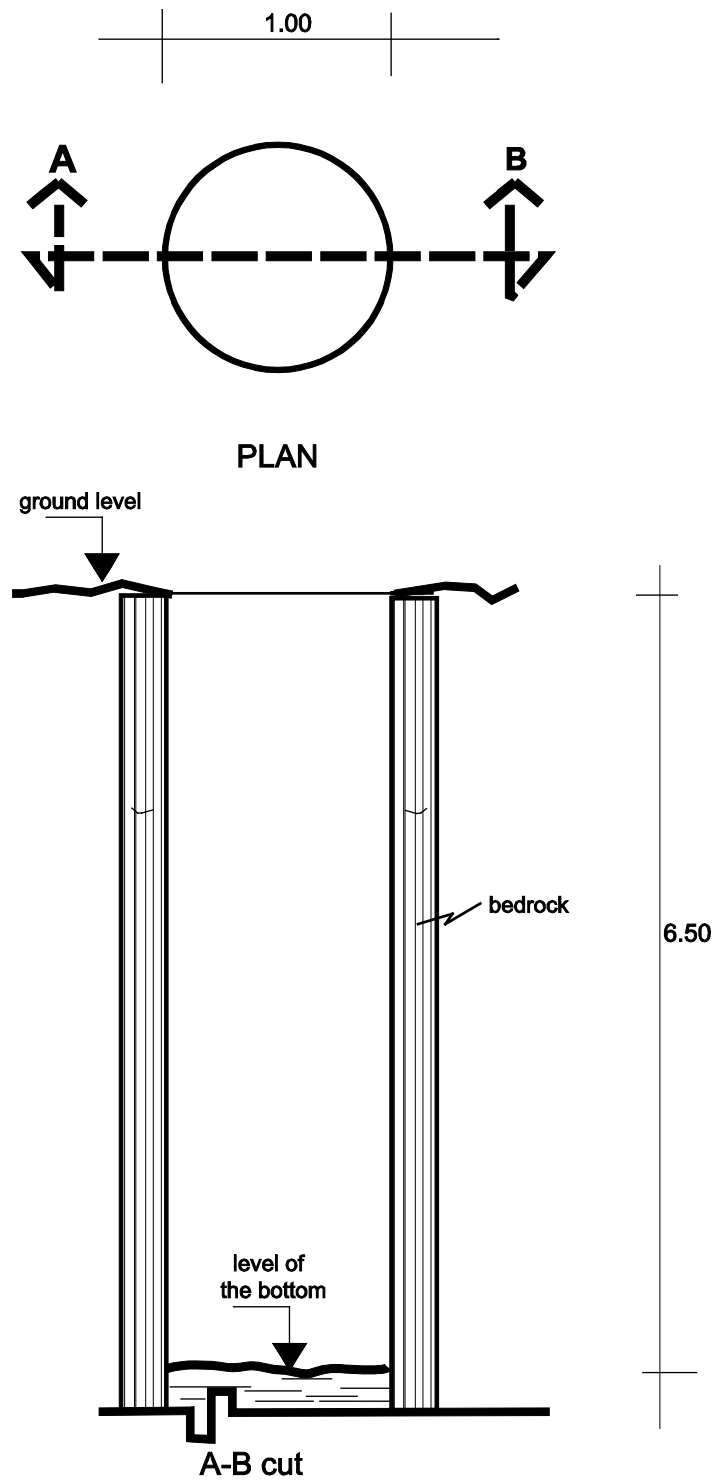 1.00
A
B
PLAN
ground level
bedrock
6.50
level of
the bottom
A-B cut